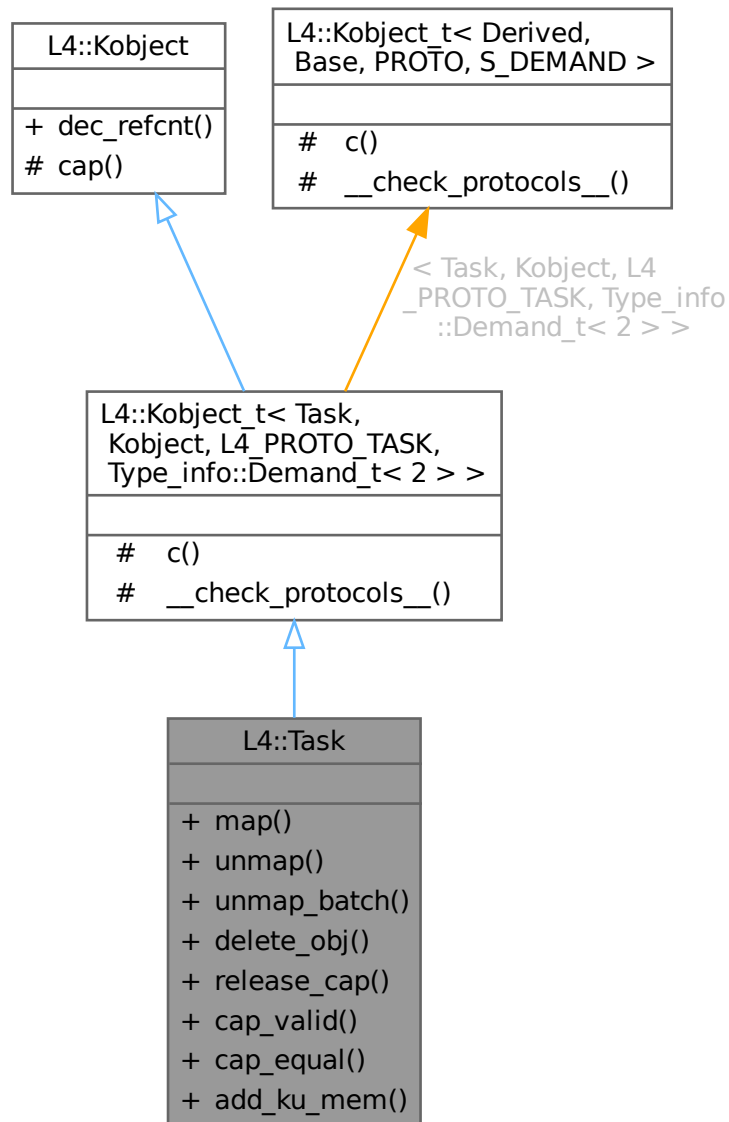 L4::Kobject
+ dec_refcnt()
# cap()
L4::Kobject_t< Derived,
Base, PROTO, S_DEMAND >
# c()
# __check_protocols__()
< Task, Kobject, L4
_PROTO_TASK, Type_info
::Demand_t< 2 > >
L4::Kobject_t< Task,
Kobject, L4_PROTO_TASK,
Type_info::Demand_t< 2 > >
# c()
# __check_protocols__()
L4::Task
+ map()
+ unmap()
+ unmap_batch()
+ delete_obj()
+ release_cap()
+ cap_valid()
+ cap_equal()
+ add_ku_mem()